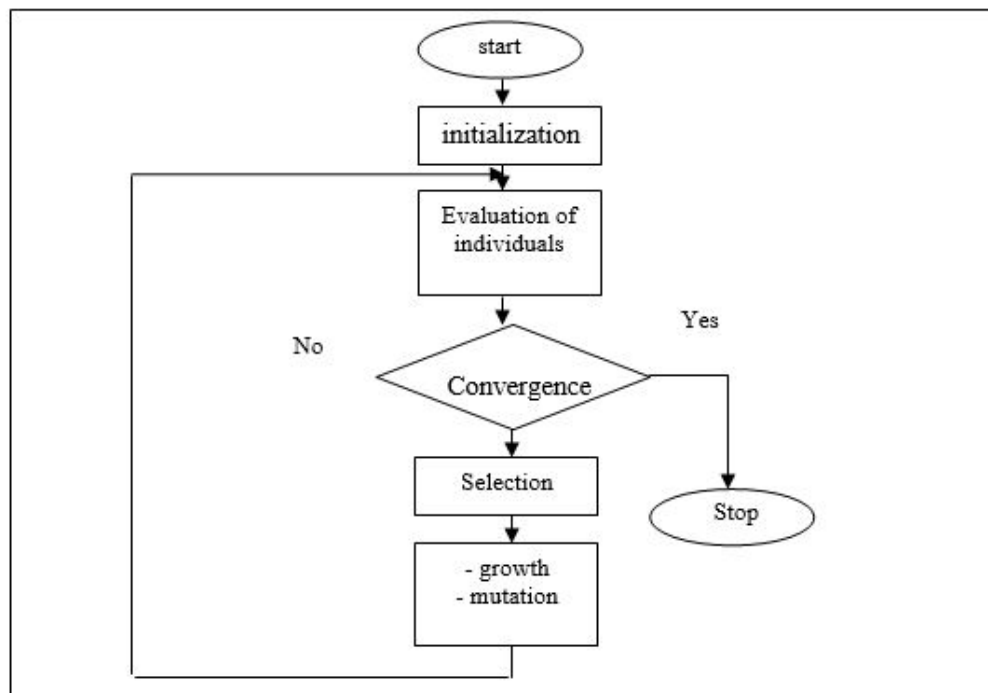 start
initialization
Evaluation of
individuals
Yes
No
Convergence
Selection
Stop
- growth
- mutation